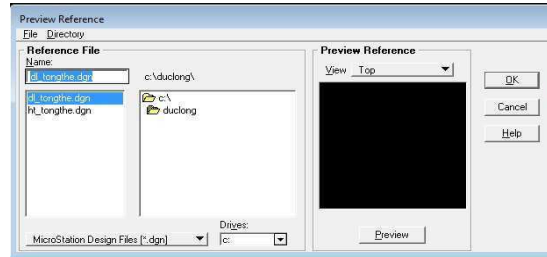 Preview Reference
File Directory
Reference File
Name:
dl_tongthe.dgn
c:\duclong\
dl_tongthe.dgn
ht_tongthe.dgn
c:\
duclong
MicroStation Design Files [*.dgn]
Drives:
c:
Preview Reference
View Top
Preview
OK
Cancel
Help